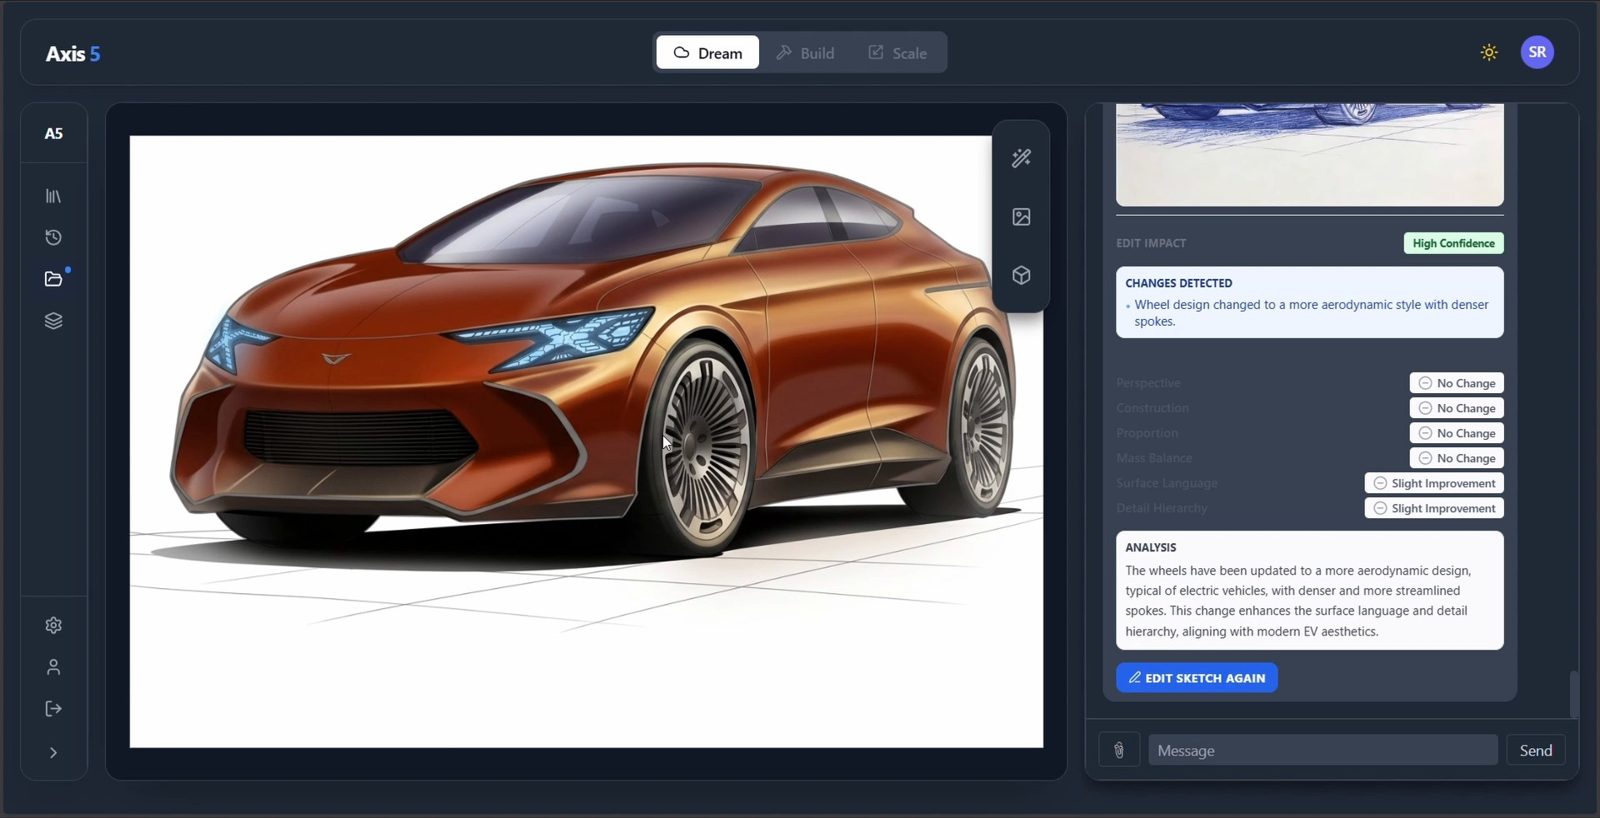 Axis 5
Dream
Build
Scale
SR
A5
EDIT IMPACT
High Confidence
CHANGES DETECTED
• Wheel design changed to a more aerodynamic style with denser
spokes.
Perspective
No Change
Construction
No Change
Proportion
No Change
Mass Balance
No Change
Surface Language
Slight Improvement
Detail Hierarchy
Slight Improvement
ANALYSIS
The wheels have been updated to a more aerodynamic design,
typical of electric vehicles, with denser and more streamlined
spokes. This change enhances the surface language and detail
hierarchy, aligning with modern EV aesthetics.
EDIT SKETCH AGAIN
Message
Send